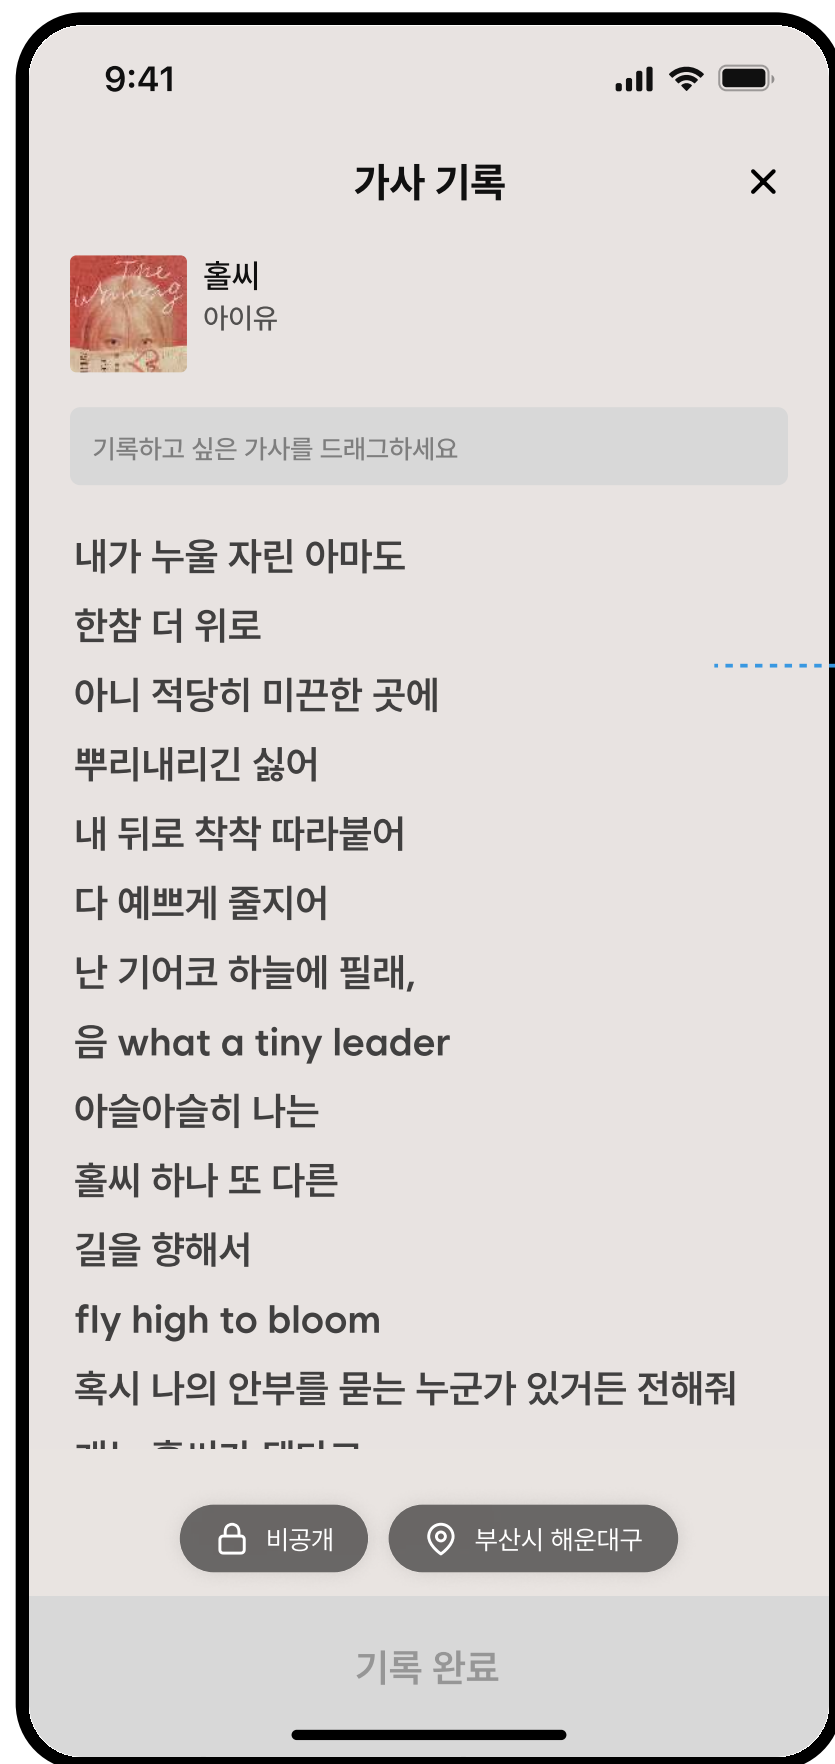 9:41
가사 기록
The Winning
홀씨
아이유
기록하고 싶은 가사를 드래그하세요
내가 누울 자린 아마도
한참 더 위로
아니 적당히 미끈한 곳에
뿌리내리긴 싫어
내 뒤로 착착 따라붙어
다 예쁘게 줄지어
난 기어코 하늘에 필래,
음 what a tiny leader
아슬아슬히 나는
홀씨 하나 또 다른
길을 향해서
fly high to bloom
혹시 나의 안부를 묻는 누군가 있거든 전해줘
비공개
부산시 해운대구
기록 완료